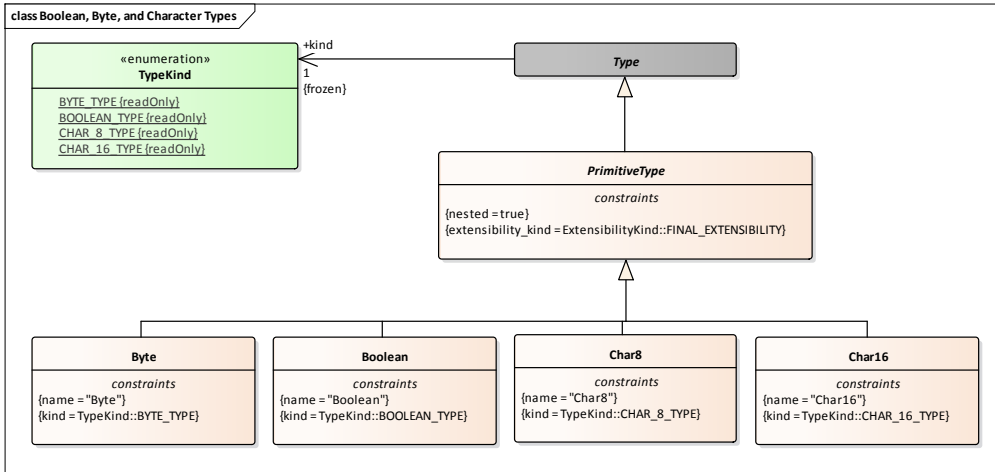 class Boolean, Byte, and Character Types
«enumeration»
TypeKind
BYTE_TYPE {readOnly}
BOOLEAN_TYPE {readOnly}
CHAR_8_TYPE {readOnly}
CHAR_16_TYPE {readOnly}
+kind
1
{frozen}
Type
PrimitiveType
constraints
{nested = true}
{extensibility_kind = ExtensibilityKind::FINAL_EXTENSIBILITY}
Byte
constraints
{name = "Byte"}
{kind = TypeKind::BYTE_TYPE}
Boolean
constraints
{name = "Boolean"}
{kind = TypeKind::BOOLEAN_TYPE}
Char8
constraints
{name = "Char8"}
{kind = TypeKind::CHAR_8_TYPE}
Char16
constraints
{name = "Char16"}
{kind = TypeKind::CHAR_16_TYPE}